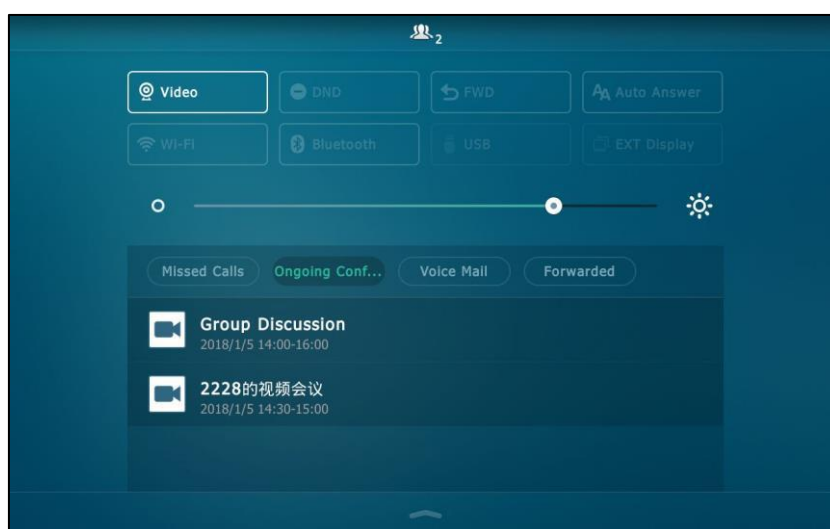 2
Video DND FWD Auto Answer
Wi-Fi Bluetooth USB EXT Display
Missed Calls Ongoing Conf... Voice Mail Forwarded
Group Discussion
2018/1/5 14:00-16:00
2228的视频会议
2018/1/5 14:30-15:00